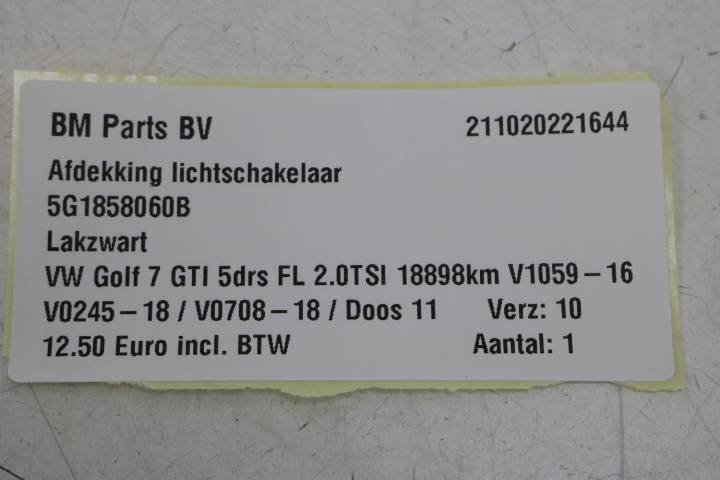 BM Parts BV 211020221644
Afdekking lichtschakelaar
5G1858060B
Lakzwart
VW Golf 7 GTI 5drs FL 2.0TSI 18898km V1059-16
V0245-18 / V0708-18 / Doos 11 Verz: 10
12.50 Euro incl. BTW Aantal: 1